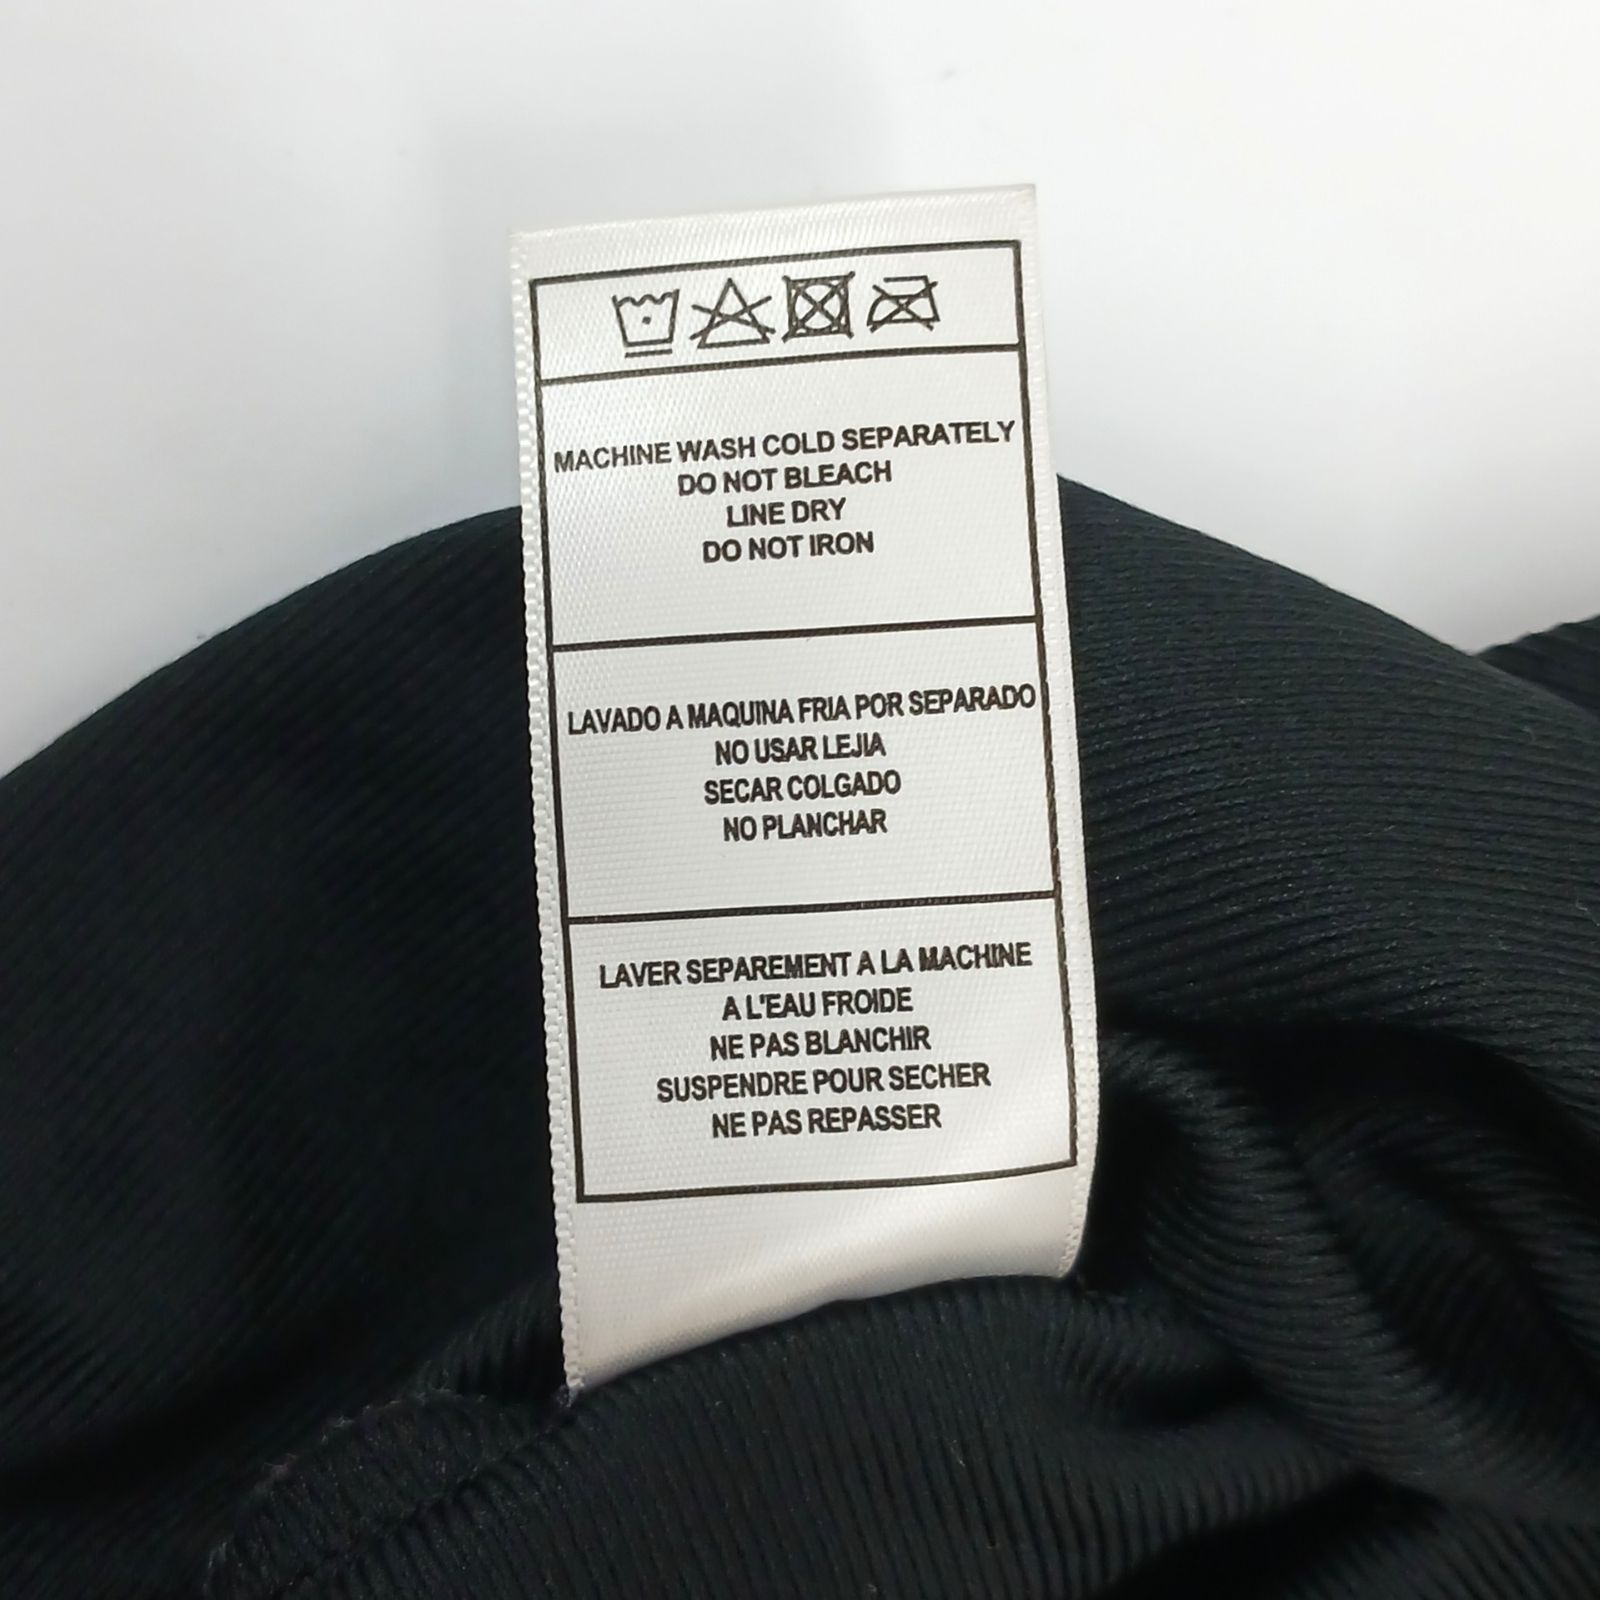 MACHINE WASH COLD SEPARATELY
DO NOT BLEACH
LINE DRY
DO NOT IRON
LAVADO A MAQUINA FRIA POR SEPARADO
NO USAR LEJIA
SECAR COLGADO
NO PLANCHAR
LAVER SEPAREMENT A LA MACHINE
A L'EAU FROIDE
NE PAS BLANCHIR
SUSPENDRE POUR SECHER
NE PAS REPASSER